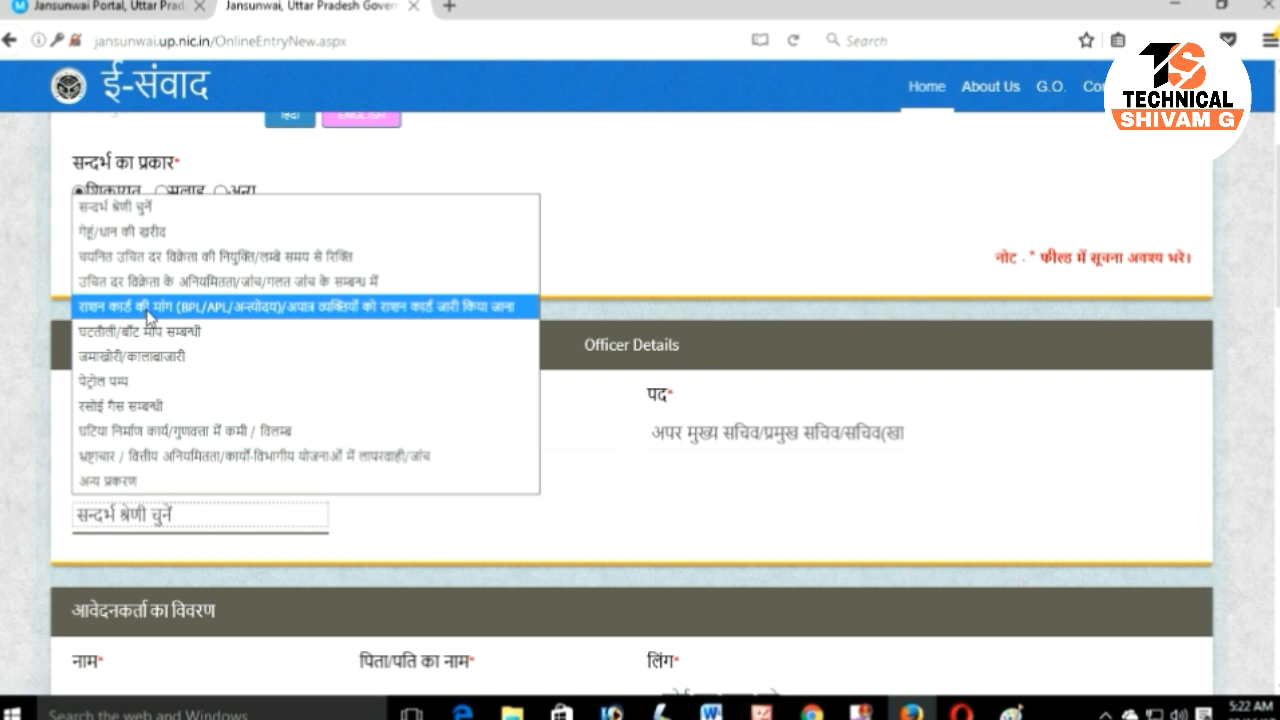 Jansunwai Portal, Uttar Prad
Jansunwai, Uttar Pradesh Gover
jansunwai.up.nic.in/OnlineEntryNew.aspx
Search
ई-संवाद
Home
About Us
G.O.
TECHNICAL
SHIVAM G
हिंदी
ENGLISH
सन्दर्भ का प्रकार*
शिकायत
सलाह
अन्य
सन्दर्भ श्रेणी चुनें
गेहूं/धान की खरीद
चयनित उचित दर विक्रेता की नियुक्ति/लम्बे समय से रिक्ति
नोट - * फील्ड में सूचना अवश्य भरे।
उचित दर विक्रेता के अनियमितता/जांच/गलत जांच के सम्बन्ध में
राशन कार्ड की मांग (BPL/APL/अन्त्योदय)/अपात्र व्यक्तियों को राशन कार्ड जारी किया जाना
घटतौली/बाँट माप सम्बन्धी
Officer Details
जमाखोरी/कालाबाजारी
पेट्रोल पम्प
पद*
रसोई गैस सम्बन्धी
घटिया निर्माण कार्य/गुणवत्ता में कमी / विलम्ब
अपर मुख्य सचिव/प्रमुख सचिव/सचिव(खा
भ्रष्टाचार / वित्तीय अनियमितता/कार्यो-विभागीय योजनाओं में लापरवाही/जांच
अन्य प्रकरण
सन्दर्भ श्रेणी चुनें
आवेदनकर्ता का विवरण
नाम*
पिता/पति का नाम*
लिंग*
Search the web and Windows
5:22 AM